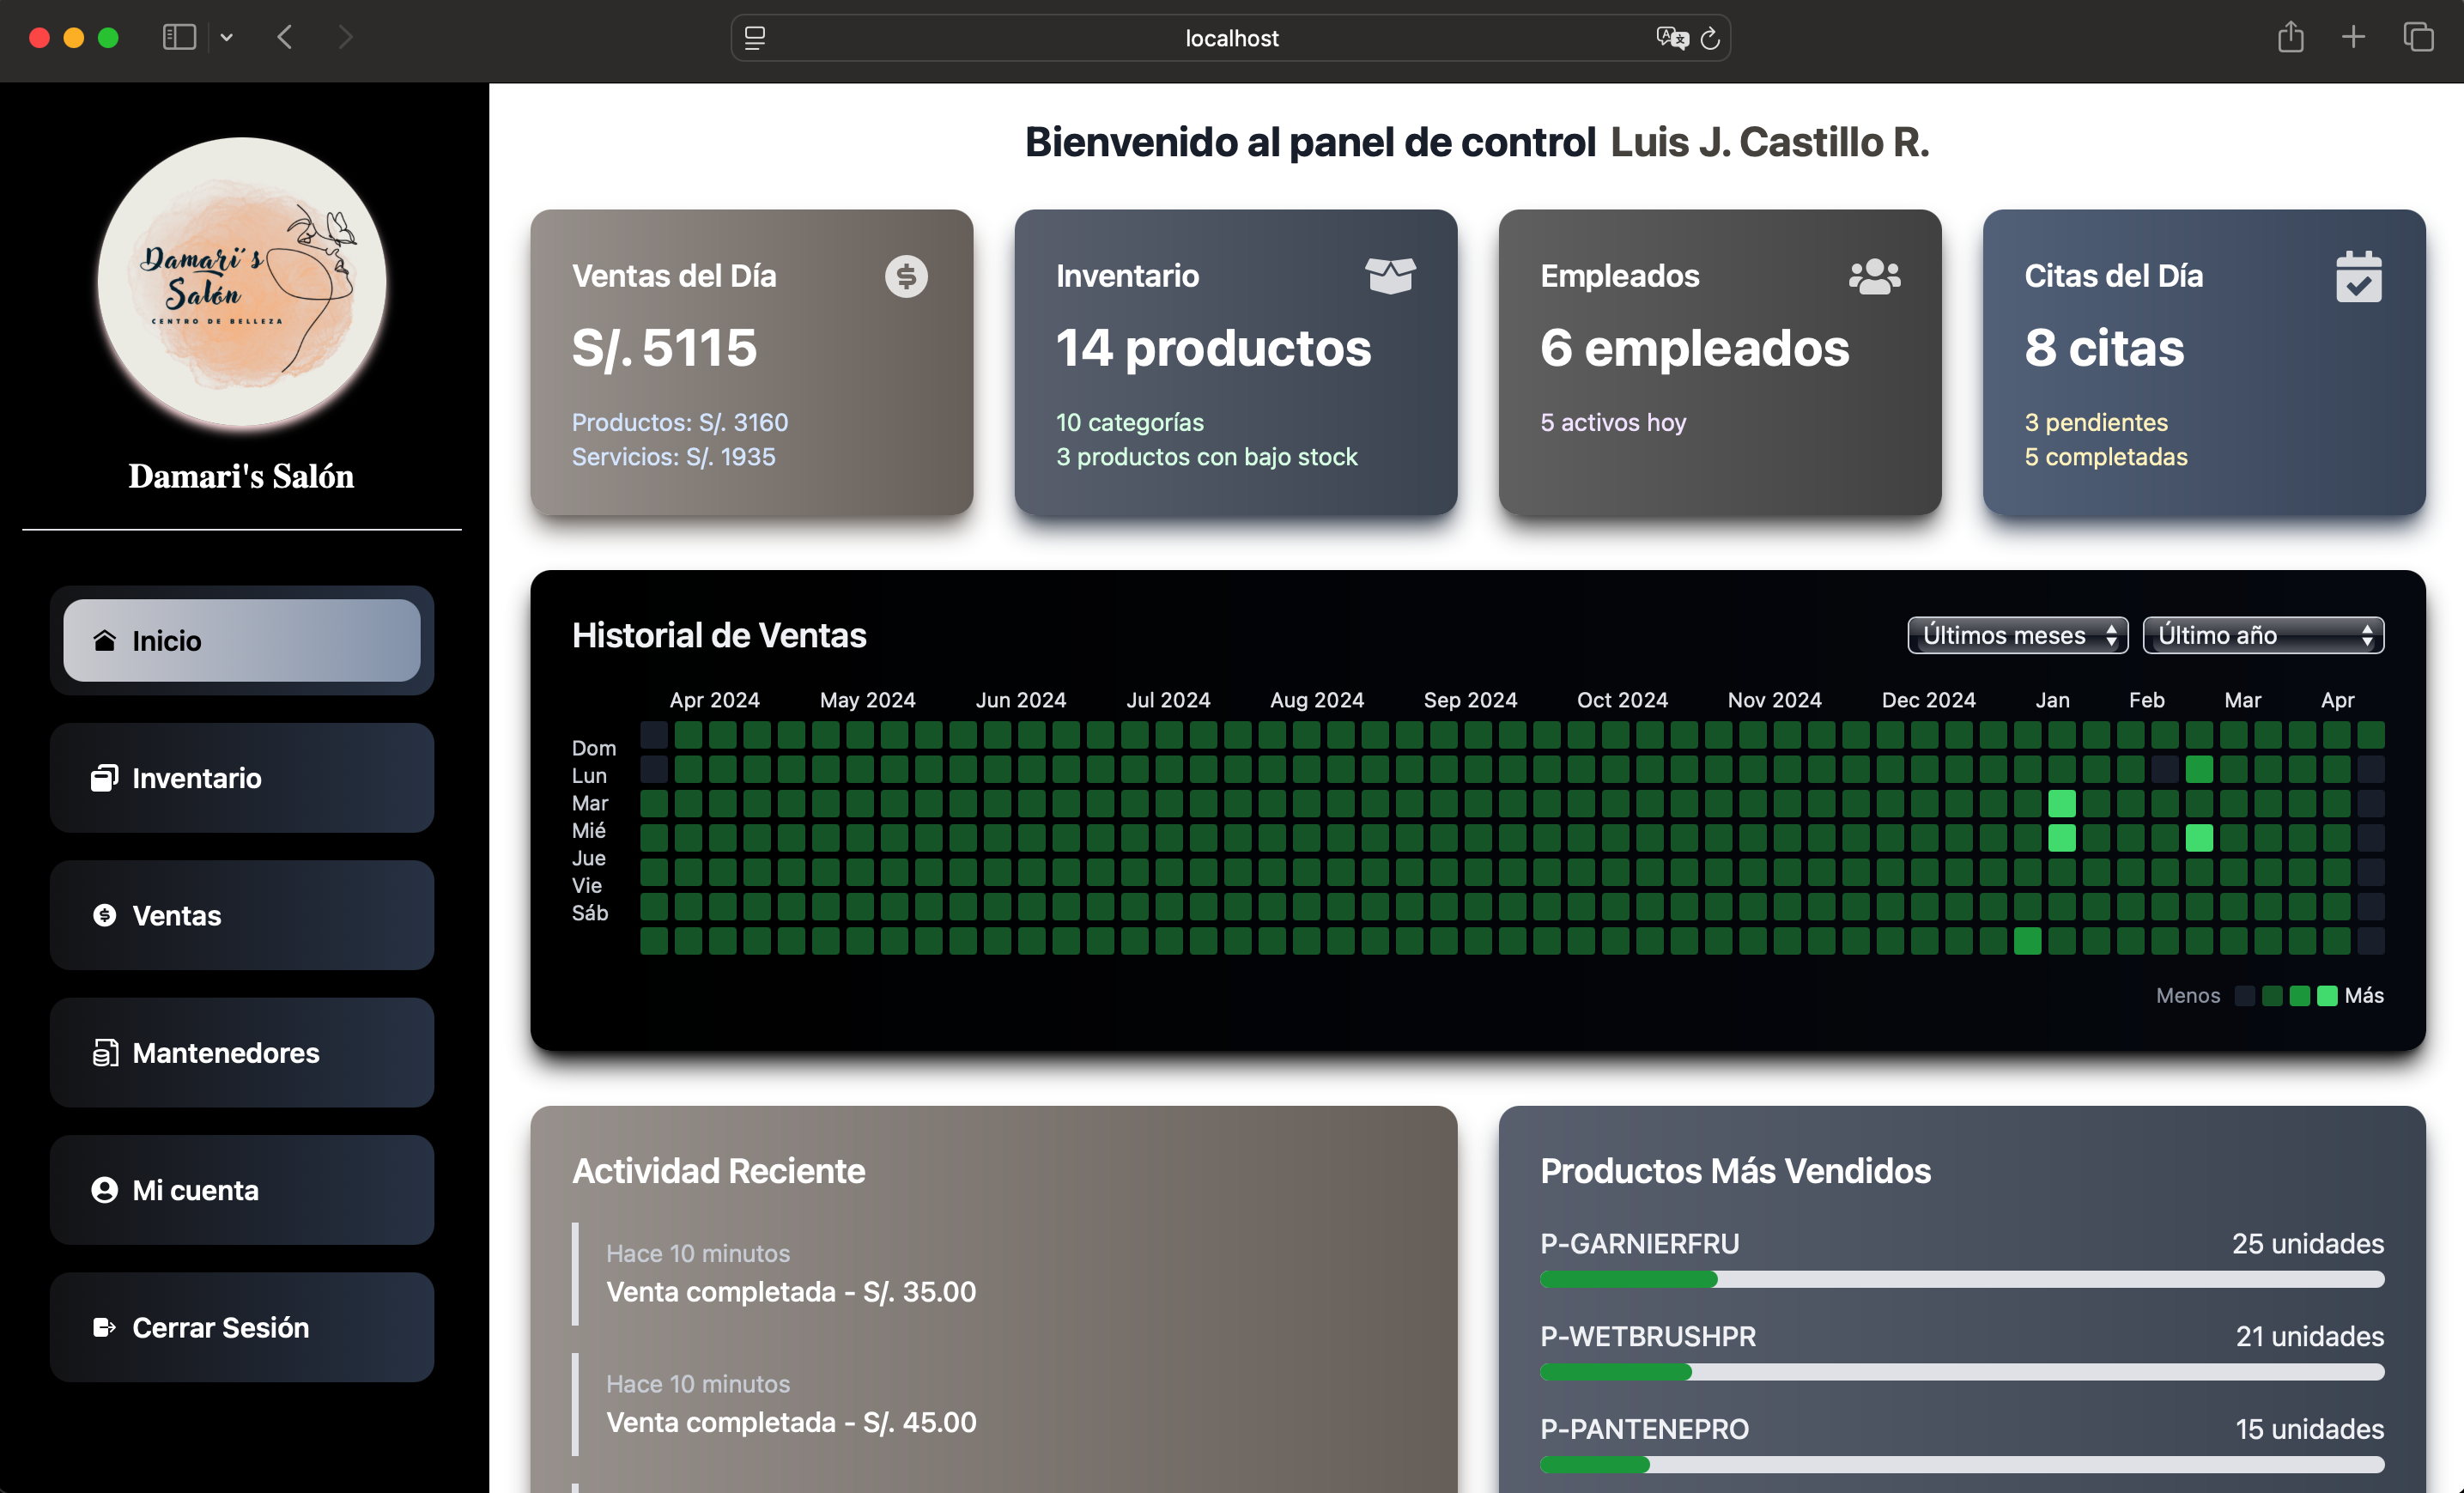 localhost
Damari's
Salón
CENTRO DE BELLEZA
Damari's Salón
Inicio
Inventario
Ventas
Mantenedores
Mi cuenta
Cerrar Sesión
Bienvenido al panel de control Luis J. Castillo R.
Ventas del Día
S/. 5115
Productos: S/. 3160
Servicios: S/. 1935
Inventario
14 productos
10 categorías
3 productos con bajo stock
Empleados
6 empleados
5 activos hoy
Citas del Día
8 citas
3 pendientes
5 completadas
Historial de Ventas
Últimos meses Último año
Apr 2024 May 2024 Jun 2024 Jul 2024 Aug 2024 Sep 2024 Oct 2024 Nov 2024 Dec 2024 Jan Feb Mar Apr
Dom
Lun
Mar
Mié
Jue
Vie
Sáb
Menos Más
Actividad Reciente
Hace 10 minutos
Venta completada - S/. 35.00
Hace 10 minutos
Venta completada - S/. 45.00
Productos Más Vendidos
P-GARNIERFRU 25 unidades
P-WETBRUSHPR 21 unidades
P-PANTENEPRO 15 unidades